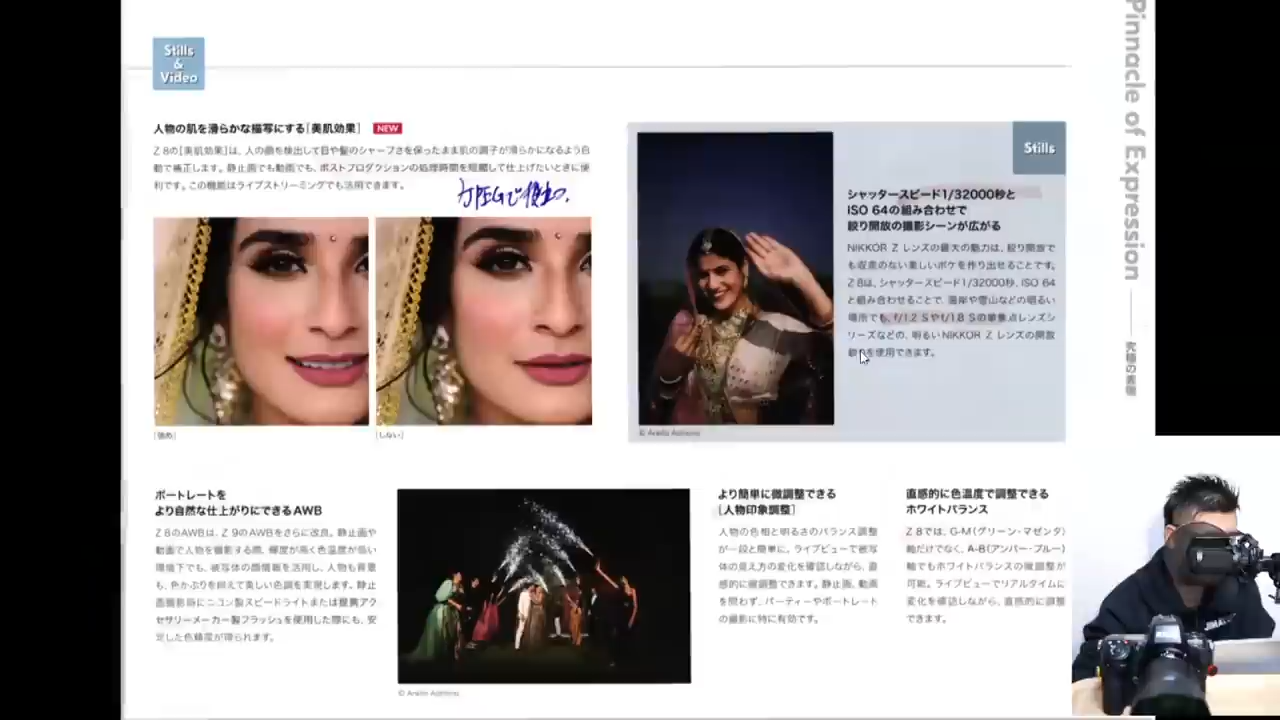 Stills
&
Video
人物の肌を滑らかな描写にする[美肌効果] NEW
Z 8の[美肌効果]は、人の顔を検出して目や髪のシャープさを保ったまま肌の調子が滑らかになるよう自
動で補正します。静止画でも動画でも、ポストプロダクションの処理時間を短縮して仕上げたいときに便
利です。この機能はライブストリーミングでも活用できます。
[強め]
[しない]
Stills
シャッタースピード1/32000秒と
ISO 64の組み合わせで
絞り開放の撮影シーンが広がる
NIKKOR Z レンズの最大の魅力は、絞り開放で
も収差のない美しいボケを作り出せることです。
Z 8は、シャッタースピード1/32000秒、ISO 64
と組み合わせることで、海岸や雪山などの明るい
場所でも、f/1.2 Sやf/1.8 Sの単焦点レンズシ
リーズなどの、明るいNIKKOR Z レンズの開放
を使用できます。
Pinnacle of Expression —— 究極の表現
ポートレートを
より自然な仕上がりにできるAWB
Z 8のAWBは、Z 9のAWBをさらに改良。静止画や
動画で人物を撮影する際、輝度が高く色温度が低い
環境下でも、被写体の顔情報を活用し、人物も背景
も、色かぶりを抑えて美しい色調を実現します。静止
画撮影時にニコン製スピードライトまたは提携アク
セサリーメーカー製フラッシュを使用した際にも、安
定した色精度が得られます。
より簡単に微調整できる
[人物印象調整]
人物の色相と明るさのバランス調整
が一段と簡単に。ライブビューで被写
体の見え方の変化を確認しながら、直
感的に微調整できます。静止画、動画
を問わず、パーティーやポートレート
の撮影に特に有効です。
直感的に色温度で調整できる
ホワイトバランス
Z 8では、G-M(グリーン・マゼンタ)
軸だけでなく、A-B(アンバー・ブルー)
軸でもホワイトバランスの微調整が
可能。ライブビューでリアルタイムに
変化を確認しながら、直感的に調整
できます。